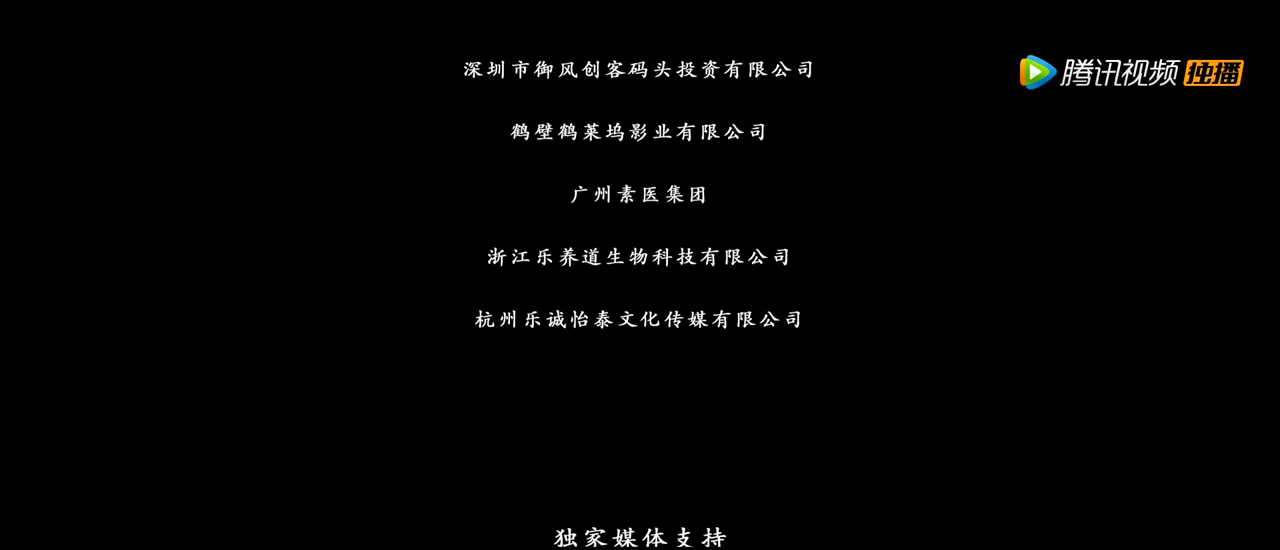 深圳市御风创客码头投资有限公司
腾讯视频 独播
鹤壁鹤莱坞影业有限公司
广州素医集团
浙江乐养道生物科技有限公司
杭州乐诚怡泰文化传媒有限公司
独家媒体支持